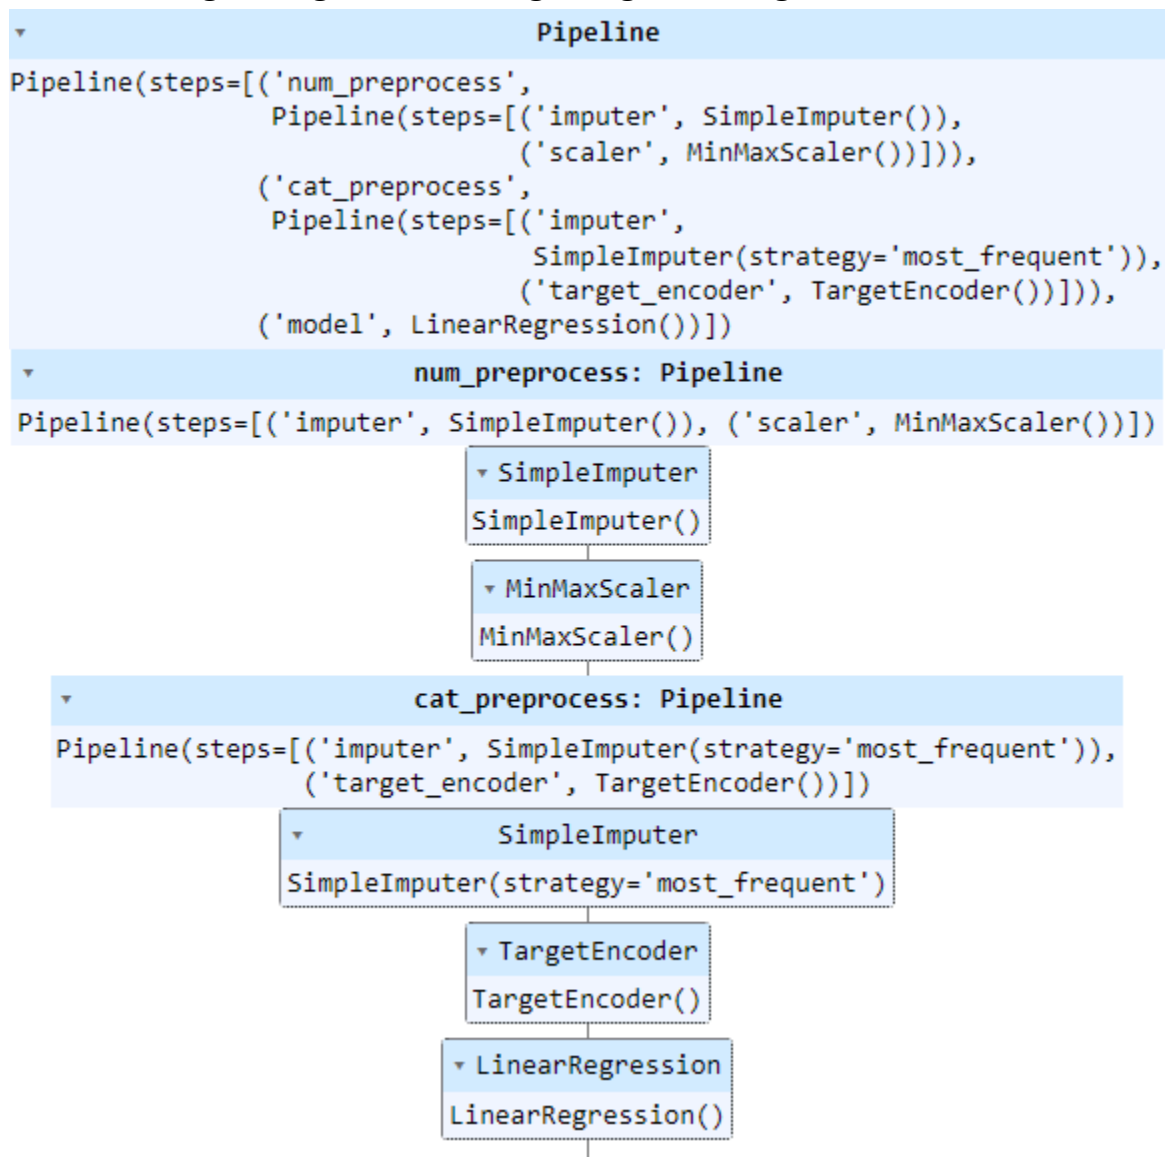 Pipeline
Pipeline(steps=[('num_preprocess',
Pipeline(steps=[('imputer', SimpleImputer()),
('scaler', MinMaxScaler())])),
('cat_preprocess',
Pipeline(steps=[('imputer',
SimpleImputer(strategy='most_frequent')),
('target_encoder', TargetEncoder())])),
('model', LinearRegression())])
num_preprocess: Pipeline
Pipeline(steps=[('imputer', SimpleImputer()), ('scaler', MinMaxScaler())])
SimpleImputer
SimpleImputer()
MinMaxScaler
MinMaxScaler()
cat_preprocess: Pipeline
Pipeline(steps=[('imputer', SimpleImputer(strategy='most_frequent')),
('target_encoder', TargetEncoder())])
SimpleImputer
SimpleImputer(strategy='most_frequent')
TargetEncoder
TargetEncoder()
LinearRegression
LinearRegression()